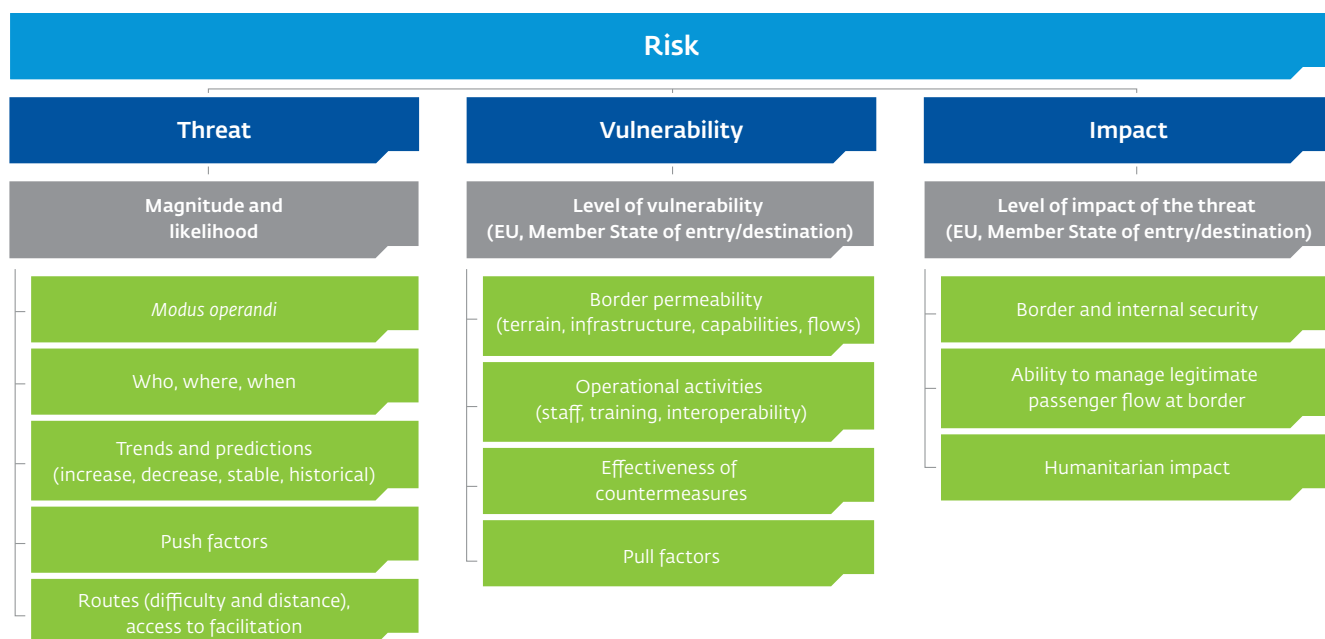 Risk
Threat
Magnitude and
likelihood
Modus operandi
Who, where, when
Trends and predictions
(increase, decrease, stable, historical)
Push factors
Routes (difficulty and distance),
access to facilitation
Vulnerability
Level of vulnerability
(EU, Member State of entry/destination)
Border permeability
(terrain, infrastructure, capabilities, flows)
Operational activities
(staff, training, interoperability)
Effectiveness of
countermeasures
Pull factors
Impact
Level of impact of the threat
(EU, Member State of entry/destination)
Border and internal security
Ability to manage legitimate
passenger flow at border
Humanitarian impact